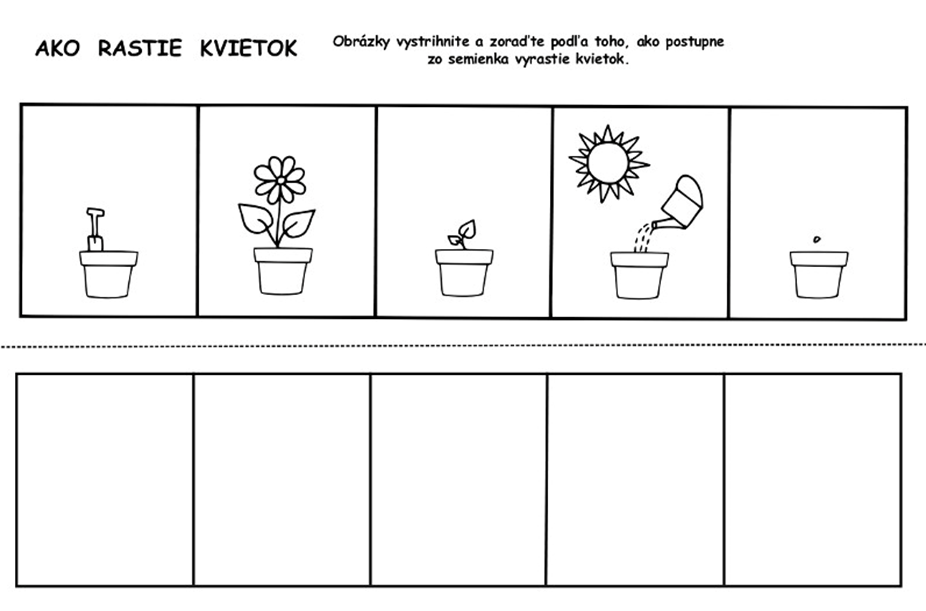 AKO RASTIE KVIETOK
Obrázky vystrihnite a zoraďte podľa toho, ako postupne
zo semienka vyrastie kvietok.